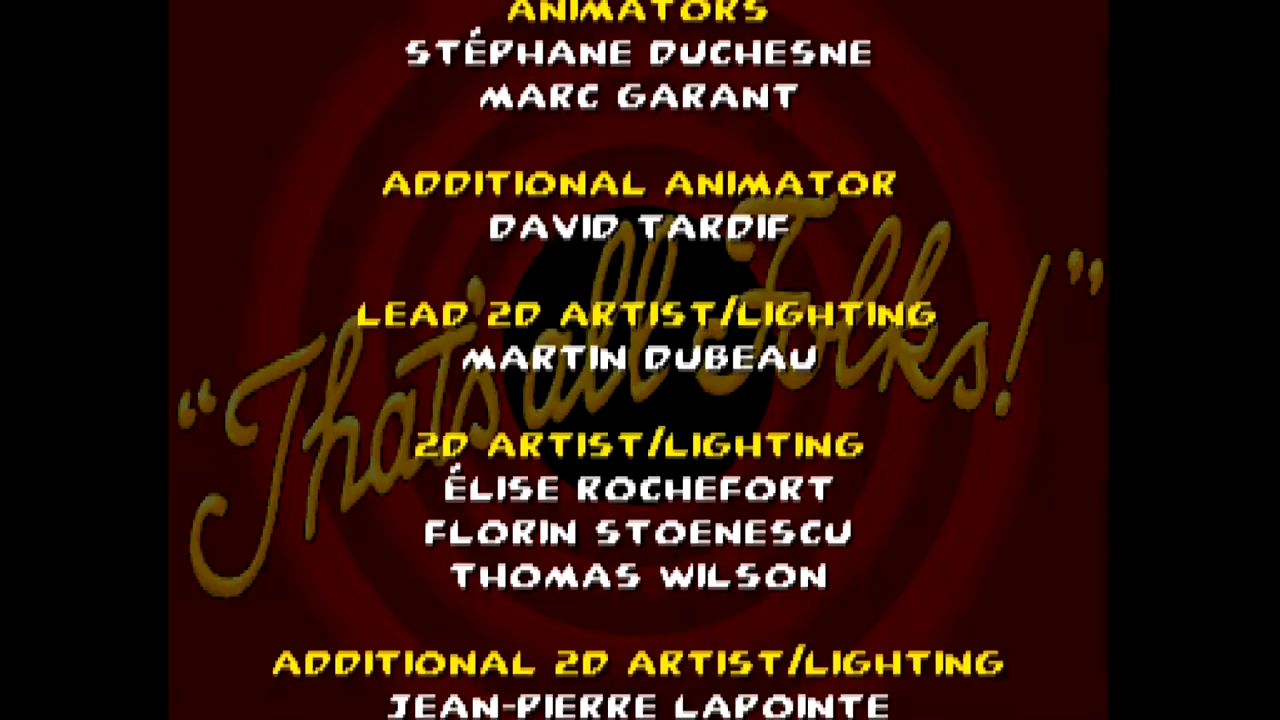 ANIMATORS
STÉPHANE DUCHESNE
MARC GARANT
ADDITIONAL ANIMATOR
DAVID TARDIF
LEAD 2D ARTIST/LIGHTING
MARTIN DUBEAU
"That's all Folks!"
2D ARTIST/LIGHTING
ÉLISE ROCHEFORT
FLORIN STOENESCU
THOMAS WILSON
ADDITIONAL 2D ARTIST/LIGHTING
JEAN-PIERRE LAPOINTE